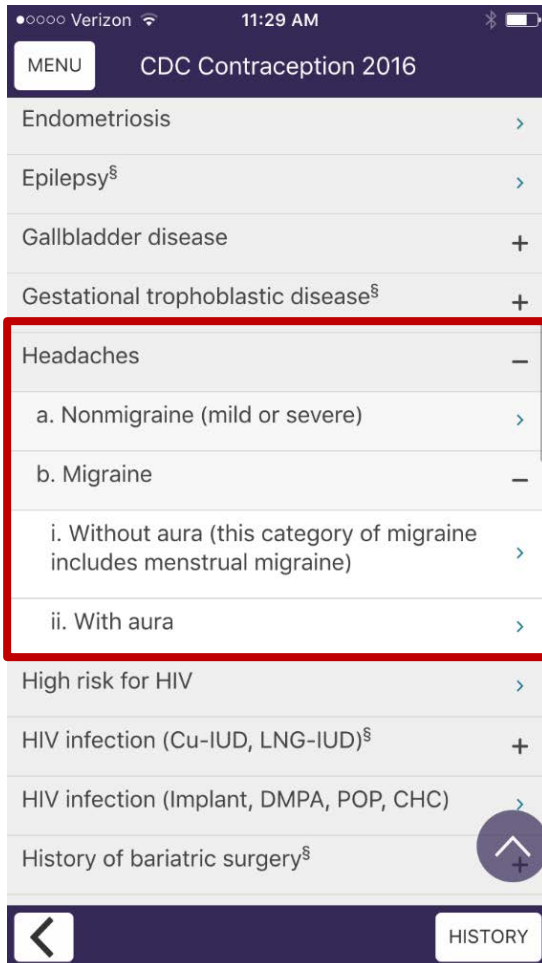 ●○○○○ Verizon 11:29 AM
MENU CDC Contraception 2016
Endometriosis
Epilepsy§
Gallbladder disease
Gestational trophoblastic disease§
Headaches
a. Nonmigraine (mild or severe)
b. Migraine
i. Without aura (this category of migraine
includes menstrual migraine)
ii. With aura
High risk for HIV
HIV infection (Cu-IUD, LNG-IUD)§
HIV infection (Implant, DMPA, POP, CHC)
History of bariatric surgery§
HISTORY